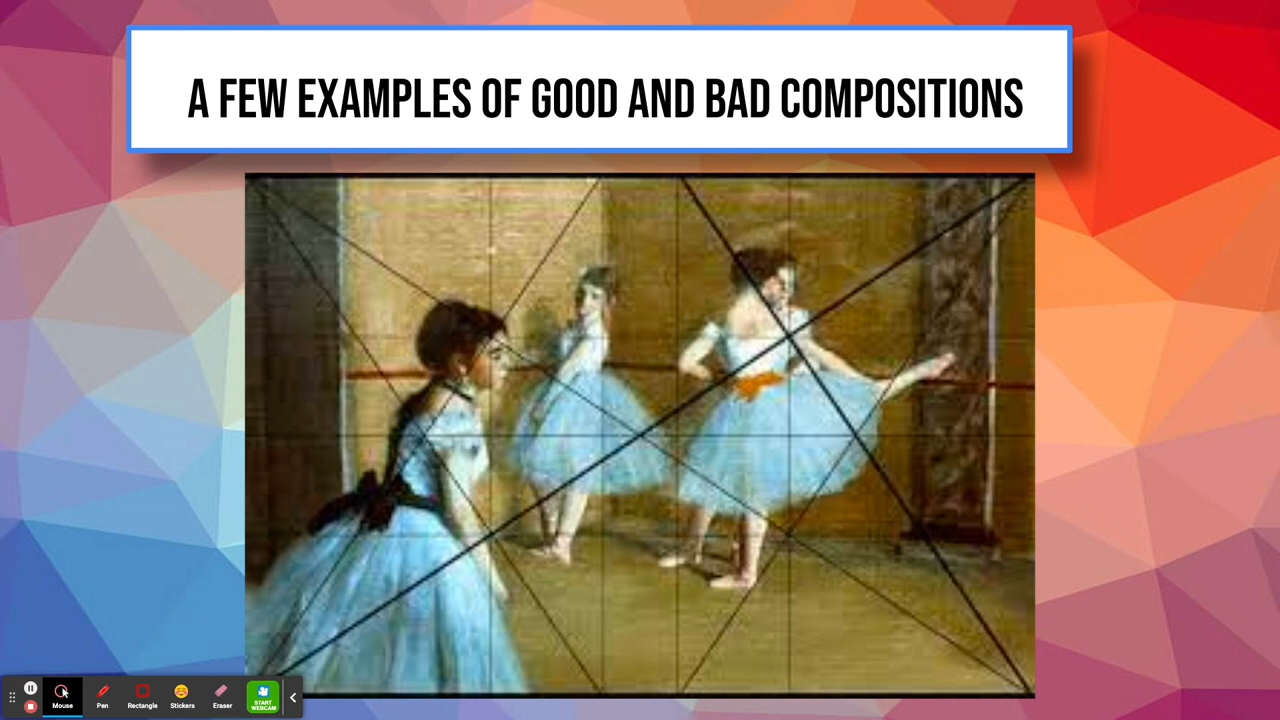 A FEW EXAMPLES OF GOOD AND BAD COMPOSITIONS
Mouse
Pen
Rectangle
Stickers
Eraser
START
WEBCAM